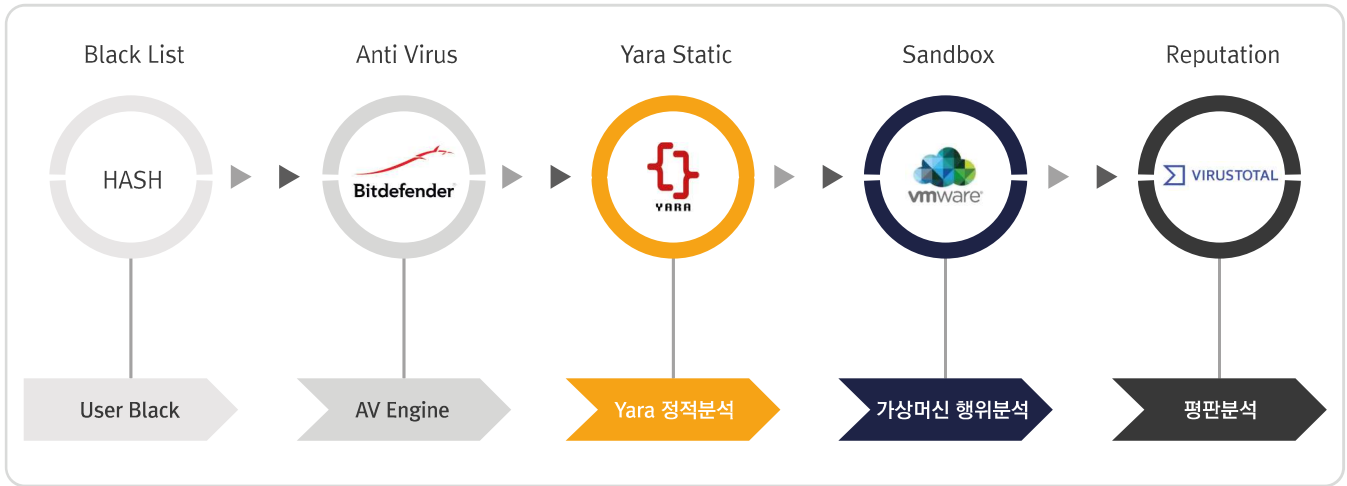 Black List
Anti Virus
Yara Static
Sandbox
Reputation
HASH
Bitdefender
YARA
vmware®
VIRUSTOTAL
User Black
AV Engine
Yara 정적분석
가상머신 행위분석
평판분석